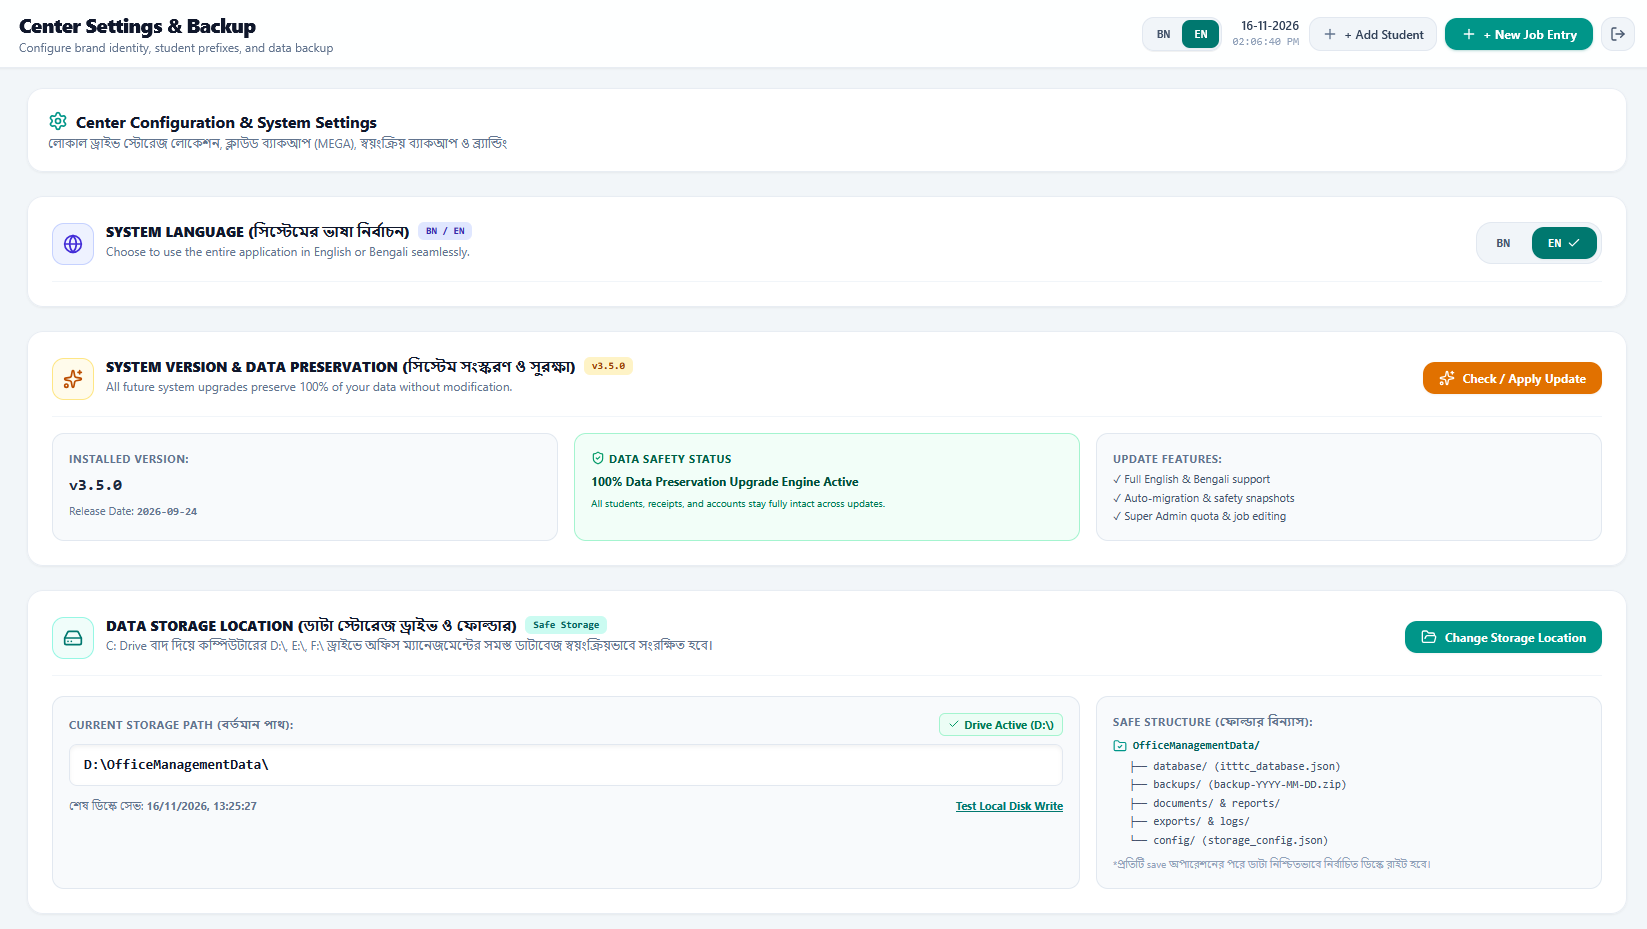 Center Settings & Backup
Configure brand identity, student prefixes, and data backup
BN EN
16-11-2026
02:06:40 PM
+ Add Student
+ New Job Entry
Center Configuration & System Settings
লোকাল ড্রাইভ স্টোরেজ লোকেশন, ক্লাউড ব্যাকআপ (MEGA), স্বয়ংক্রিয় ব্যাকআপ ও ব্র্যান্ডিং
SYSTEM LANGUAGE (সিস্টেমের ভাষা নির্বাচন) BN / EN
Choose to use the entire application in English or Bengali seamlessly.
BN EN ✓
SYSTEM VERSION & DATA PRESERVATION (সিস্টেম সংস্করণ ও সুরক্ষা) v3.5.0
All future system upgrades preserve 100% of your data without modification.
Check / Apply Update
INSTALLED VERSION:
v3.5.0
Release Date: 2026-09-24
DATA SAFETY STATUS
100% Data Preservation Upgrade Engine Active
All students, receipts, and accounts stay fully intact across updates.
UPDATE FEATURES:
✓ Full English & Bengali support
✓ Auto-migration & safety snapshots
✓ Super Admin quota & job editing
DATA STORAGE LOCATION (ডাটা স্টোরেজ ড্রাইভ ও ফোল্ডার) Safe Storage
C: Drive বাদ দিয়ে কম্পিউটারের D:\, E:\, F:\ ড্রাইভে অফিস ম্যানেজমেন্টের সমস্ত ডাটাবেজ স্বয়ংক্রিয়ভাবে সংরক্ষিত হবে।
Change Storage Location
CURRENT STORAGE PATH (বর্তমান পাথ):
✓ Drive Active (D:\)
D:\OfficeManagementData\
শেষ ডিস্কে সেভ: 16/11/2026, 13:25:27
Test Local Disk Write
SAFE STRUCTURE (ফোল্ডার বিন্যাস):
OfficeManagementData/
├── database/ (itttc_database.json)
├── backups/ (backup-YYYY-MM-DD.zip)
├── documents/ & reports/
├── exports/ & logs/
└── config/ (storage_config.json)
*প্রতিটি save অপারেশনের পরে ডাটা নিশ্চিতভাবে নির্বাচিত ডিস্কে রাইট হবে।